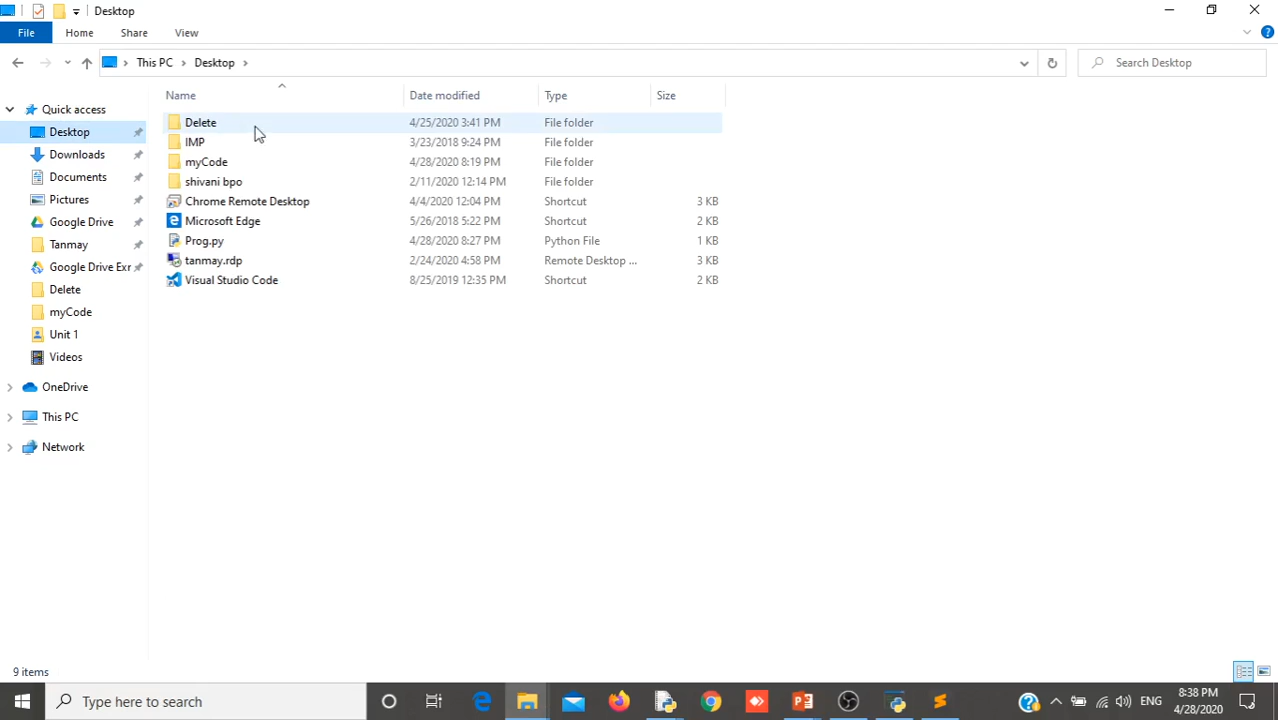 Desktop
File Home Share View
This PC Desktop Search Desktop
Name Date modified Type Size
Quick access
Desktop
Downloads
Documents
Pictures
Google Drive
Tanmay
Google Drive Exr
Delete
myCode
Unit 1
Videos
OneDrive
This PC
Network
Delete 4/25/2020 3:41 PM File folder
IMP 3/23/2018 9:24 PM File folder
myCode 4/28/2020 8:19 PM File folder
shivani bpo 2/11/2020 12:14 PM File folder
Chrome Remote Desktop 4/4/2020 12:04 PM Shortcut 3 KB
Microsoft Edge 5/26/2018 5:22 PM Shortcut 2 KB
Prog.py 4/28/2020 8:27 PM Python File 1 KB
tanmay.rdp 2/24/2020 4:58 PM Remote Desktop ... 3 KB
Visual Studio Code 8/25/2019 12:35 PM Shortcut 2 KB
9 items
Type here to search ENG 8:38 PM
4/28/2020